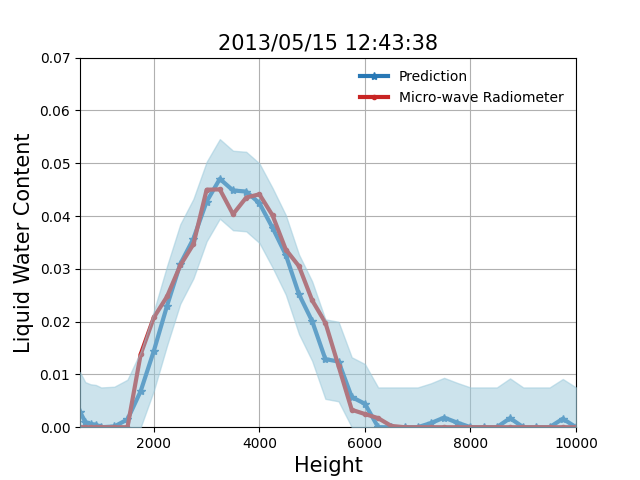 2013/05/15 12:43:38
Prediction
Micro-wave Radiometer
Liquid Water Content
0.07
0.06
0.05
0.04
0.03
0.02
0.01
0.00
2000 4000 6000 8000 10000
Height